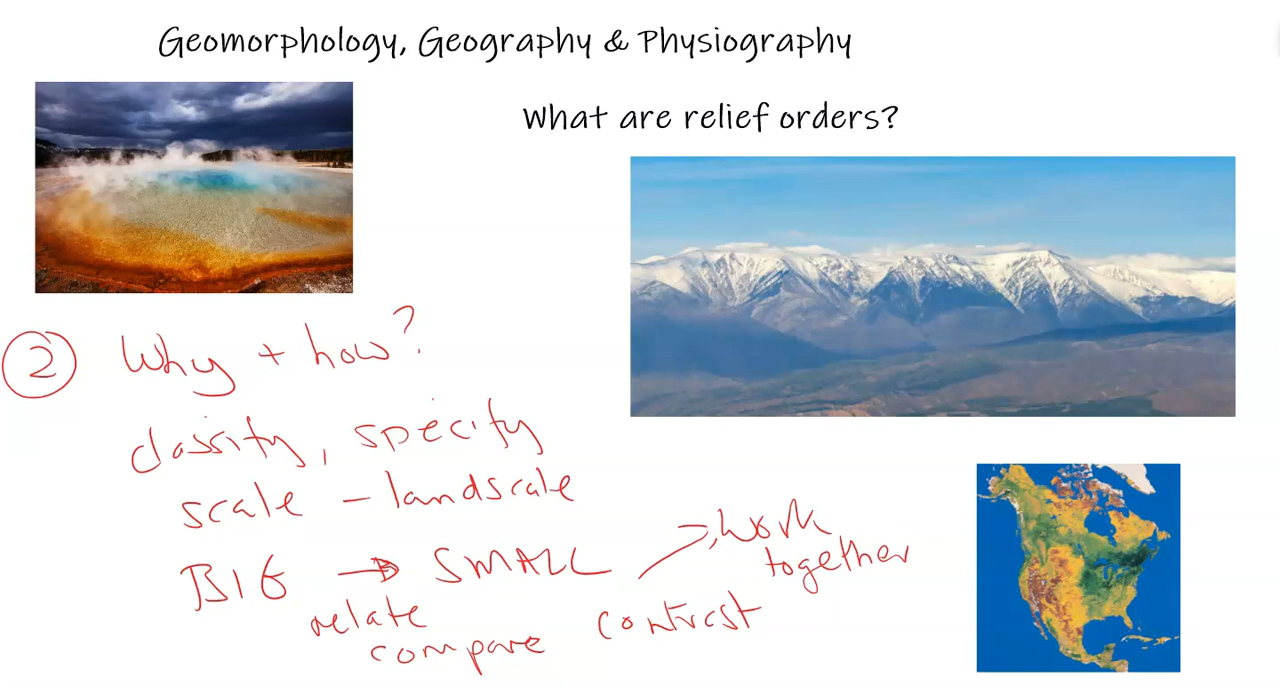 Geomorphology, Geography & Physiography
What are relief orders?
2 Why + how?
classify, specify
scale - landscale
BIG → SMALL → work
together
relate
compare contrast